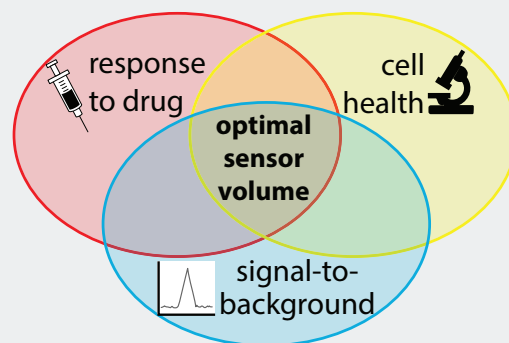 response
to drug
cell
health
optimal
sensor
volume
signal-to-
background